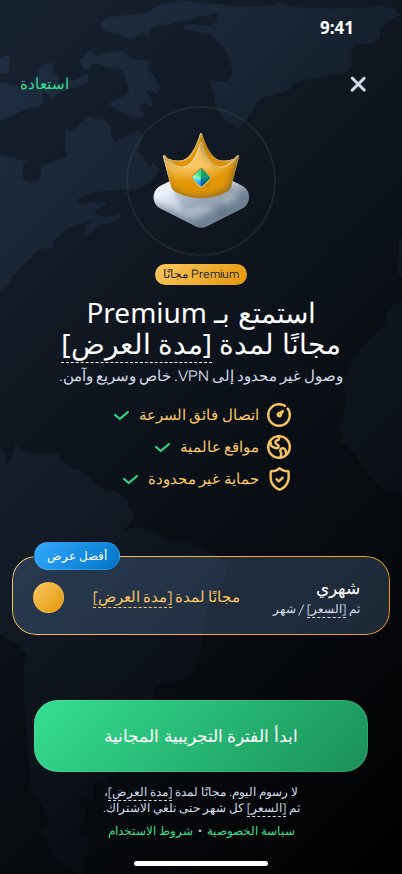 9:41
استعادة
Premium مجانًا
استمتع بـ Premium
مجانًا لمدة [مدة العرض]
وصول غير محدود إلى VPN. خاص وسريع وآمن.
اتصال فائق السرعة
مواقع عالمية
حماية غير محدودة
أفضل عرض
شهري
ثم [السعر] / شهر
مجانًا لمدة [مدة العرض]
ابدأ الفترة التجريبية المجانية
لا رسوم اليوم. مجانًا لمدة [مدة العرض]،
ثم [السعر] كل شهر حتى تلغي الاشتراك.
سياسة الخصوصية • شروط الاستخدام